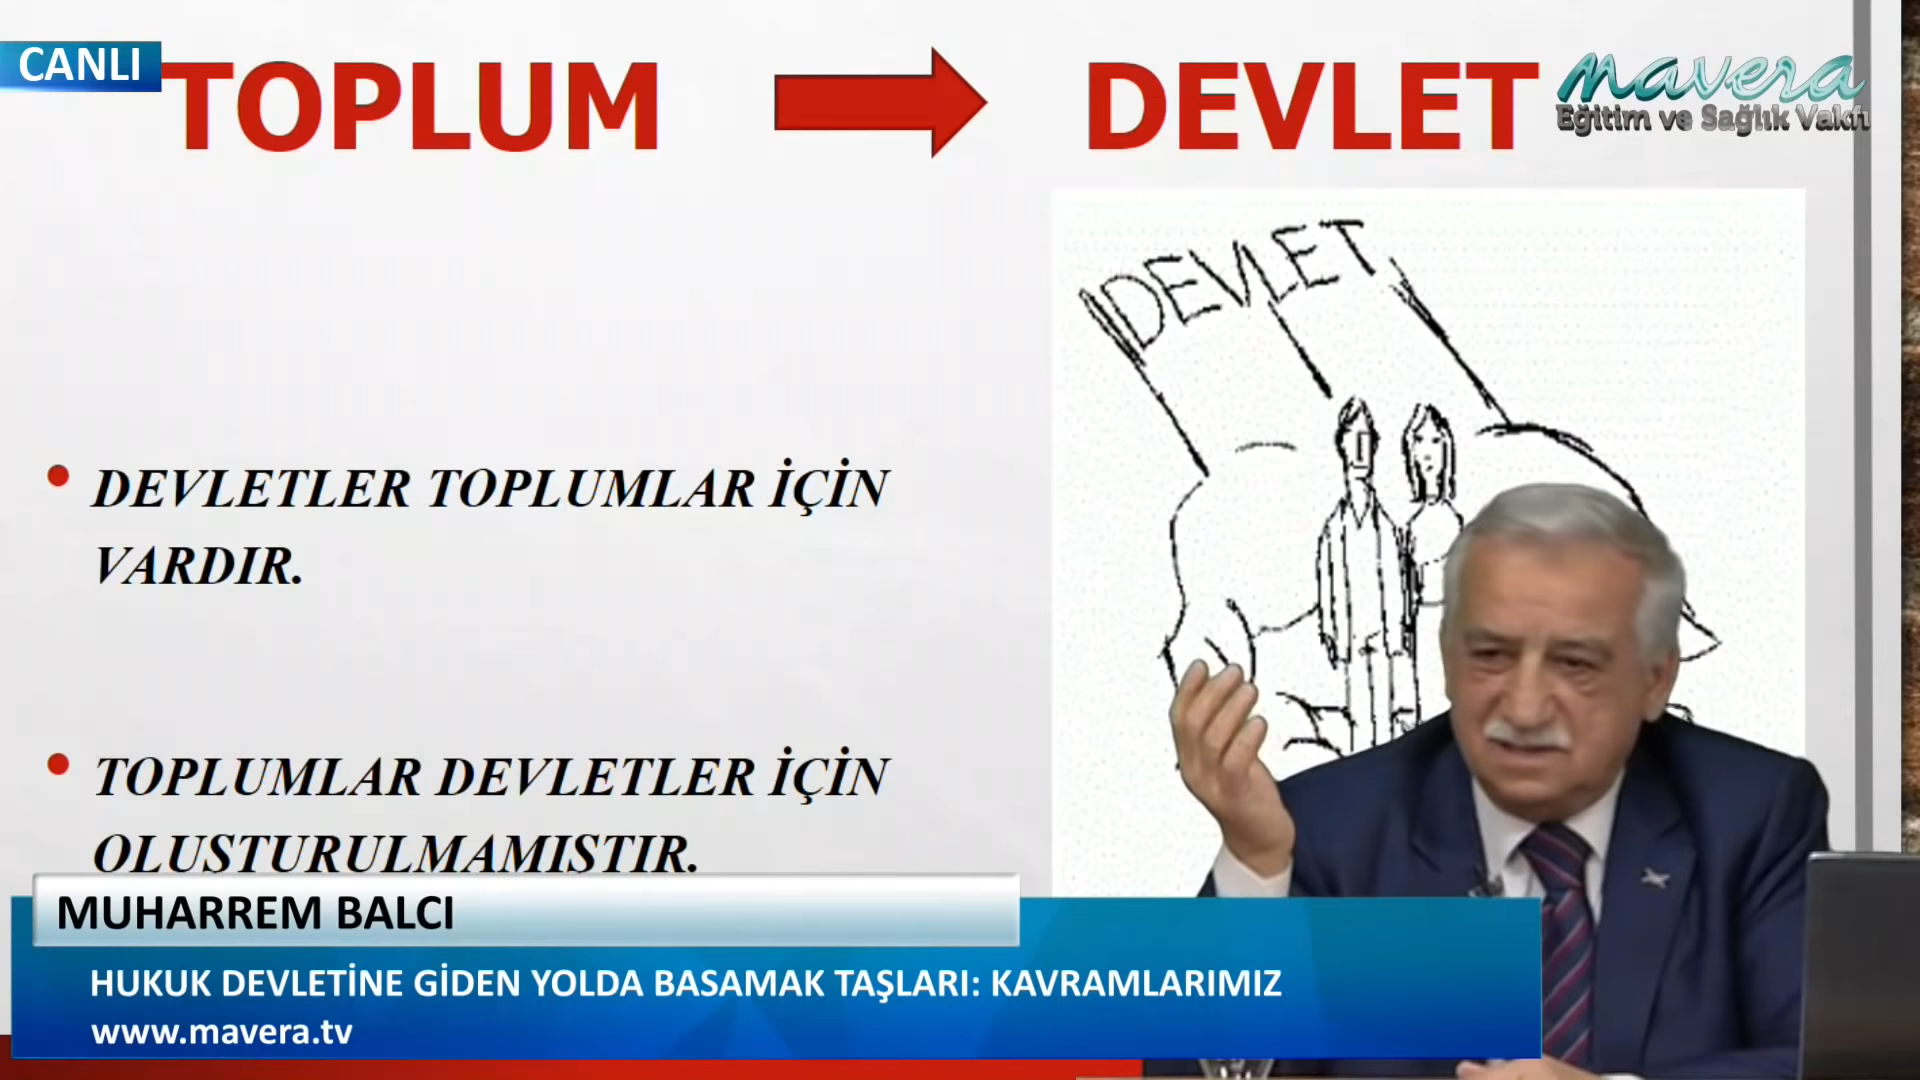 CANLI
TOPLUM
DEVLET
mavera
Eğitim ve Sağlık Vakfı
DEVLET
• DEVLETLER TOPLUMLAR İÇİN
VARDIR.
• TOPLUMLAR DEVLETLER İÇİN
OLUŞTURULMAMIŞTIR.
MUHARREM BALCI
HUKUK DEVLETİNE GİDEN YOLDA BASAMAK TAŞLARI: KAVRAMLARIMIZ
www.mavera.tv